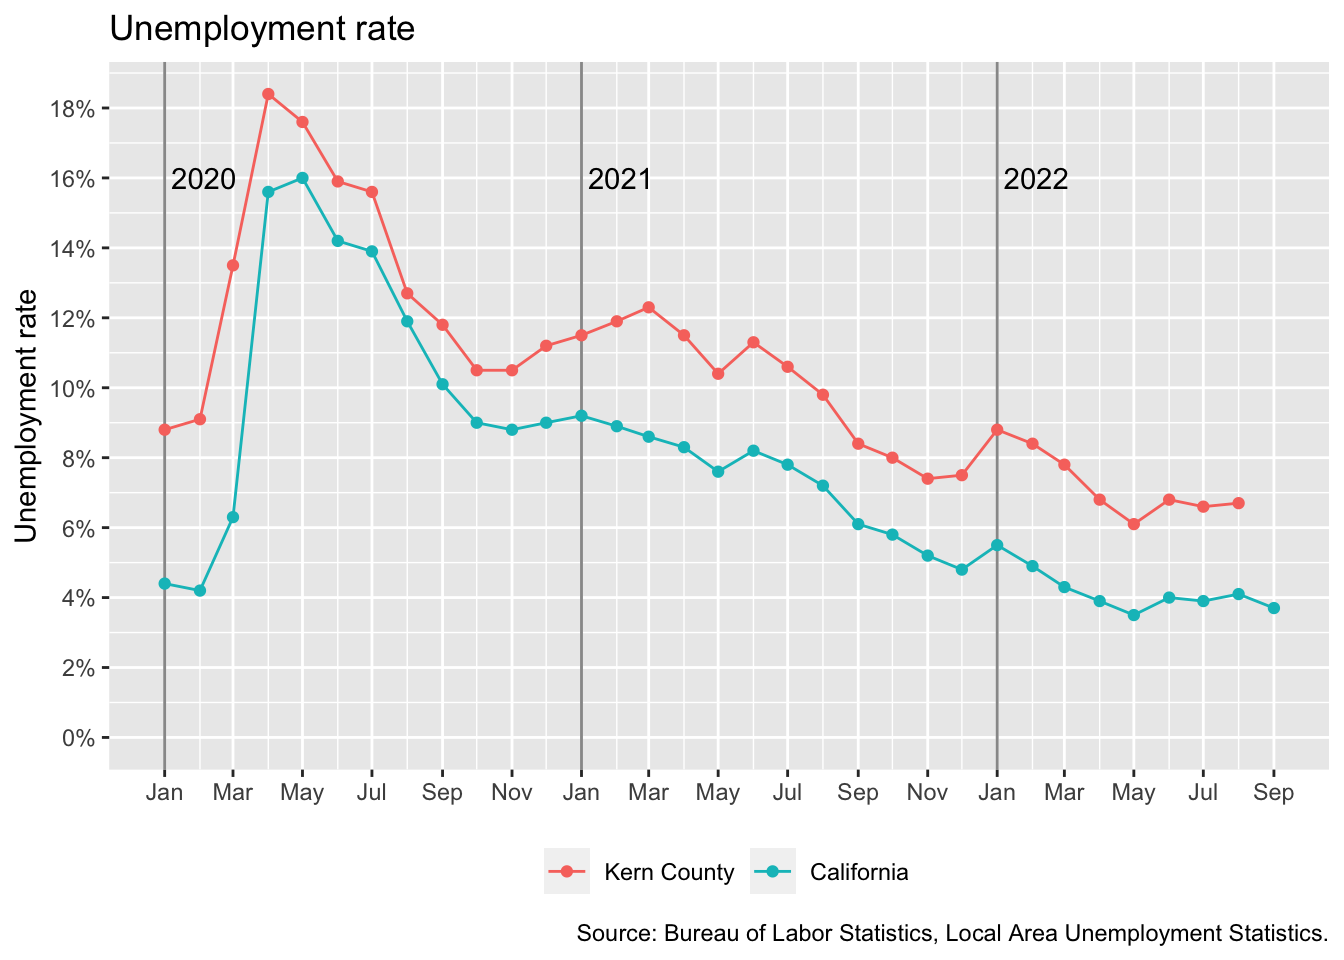 Unemployment rate
Unemployment rate
18%
16%
14%
12%
10%
8%
6%
4%
2%
0%
2020 2021 2022
Jan Mar May Jul Sep Nov Jan Mar May Jul Sep Nov Jan Mar May Jul Sep
Kern County California
Source: Bureau of Labor Statistics, Local Area Unemployment Statistics.